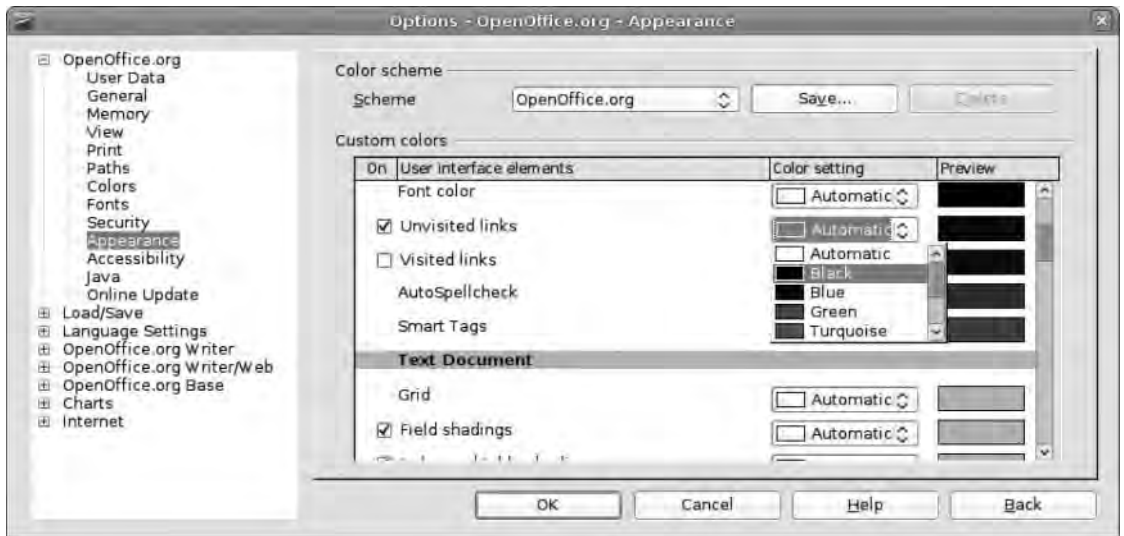 Options - OpenOffice.org - Appearance
OpenOffice.org
User Data
General
Memory
View
Print
Paths
Colors
Fonts
Security
Appearance
Accessibility
Java
Online Update
Load/Save
Language Settings
OpenOffice.org Writer
OpenOffice.org Writer/Web
OpenOffice.org Base
Charts
Internet
Color scheme
Scheme OpenOffice.org Save... Delete
Custom colors
On User interface elements Color setting Preview
Font color Automatic
Unvisited links Automatic
Visited links
AutoSpellcheck
Smart Tags
Automatic
Black
Blue
Green
Turquoise
Text Document
Grid Automatic
Field shadings Automatic
OK Cancel Help Back